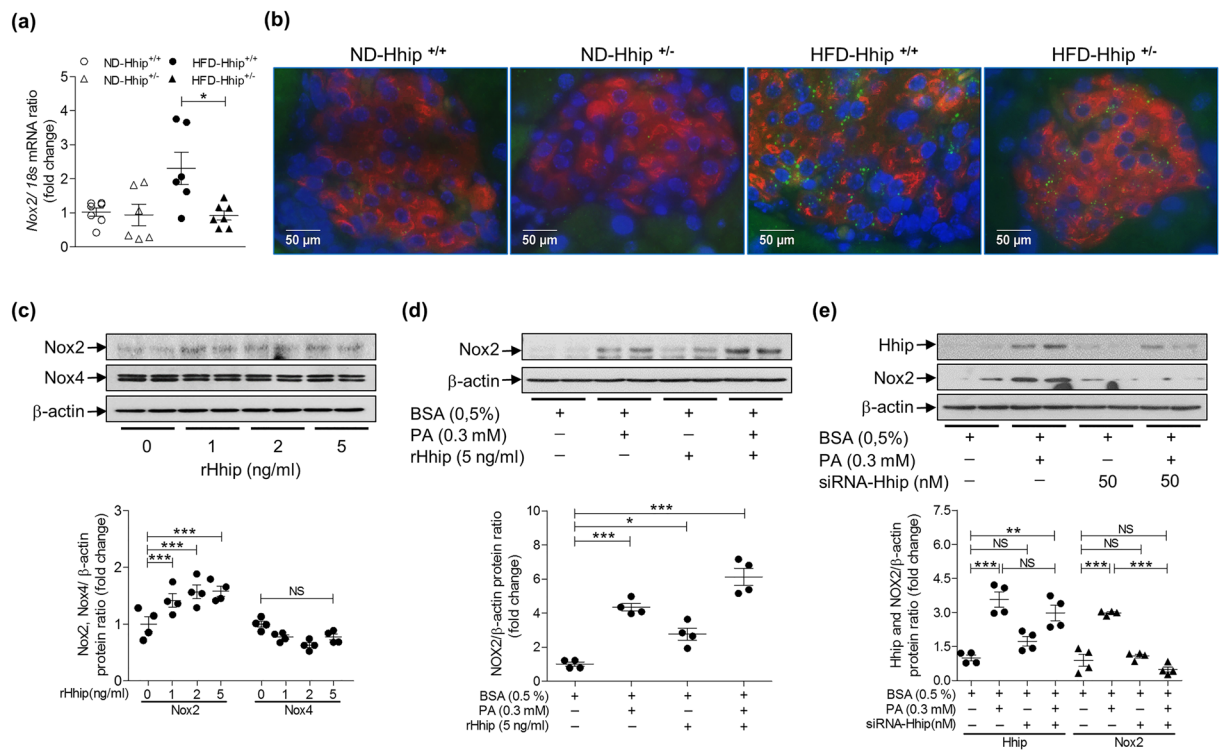 (a)
ND-Hhip+/+
HFD-Hhip+/+
ND-Hhip+/-
HFD-Hhip+/-
*
Nox2/ 18s mRNA ratio
(fold change)
5
4
3
2
1
0
(b)
ND-Hhip +/+
ND-Hhip +/-
HFD-Hhip +/+
HFD-Hhip +/-
50 µm
50 µm
50 µm
50 µm
(c)
Nox2
Nox4
β-actin
0 1 2 5
rHhip (ng/ml)
Nox2, Nox4/ β-actin
protein ratio (fold change)
3
2
1
0
***
***
***
NS
rHhip(ng/ml) 0 1 2 5 0 1 2 5
Nox2 Nox4
(d)
Nox2
β-actin
BSA (0,5%) + + + +
PA (0.3 mM) − + − +
rHhip (5 ng/ml) − − + +
NOX2/β-actin protein ratio
(fold change)
10
8
6
4
2
0
***
*
***
BSA (0.5 %) + + + +
PA (0.3 mM) − + − +
rHhip (5 ng/ml) − − + +
(e)
Hhip
Nox2
β-actin
BSA (0,5%) + + + +
PA (0.3 mM) − + − +
siRNA-Hhip (nM) − − 50 50
Hhip and NOX2/β-actin
protein ratio (fold change)
7.5
6.0
4.5
3.0
1.5
0.0
** NS
NS NS
*** NS *** ***
BSA (0.5 %) + + + + + + + +
PA (0.3 mM) − + − + − + − +
siRNA-Hhip(nM) − − + + − − + +
Hhip Nox2